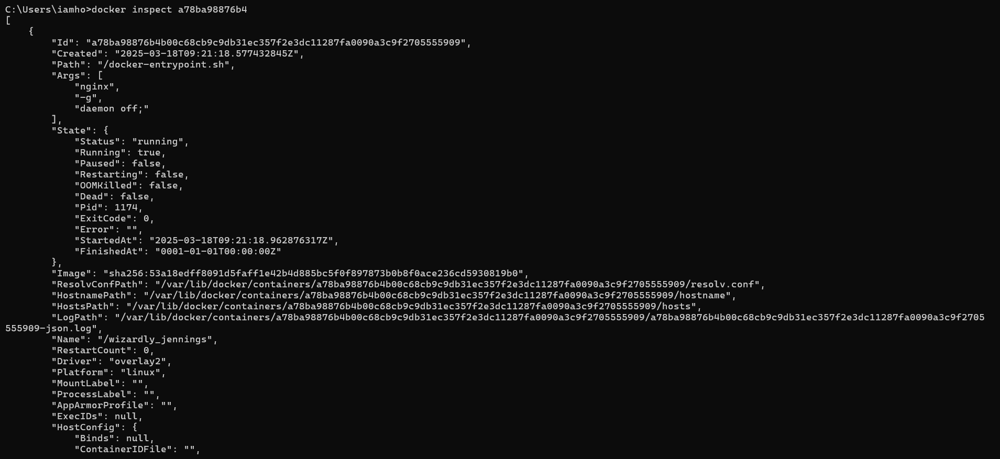 C:\Users\iamho>docker inspect a78ba98876b4
[
    {
        "Id": "a78ba98876b4b00c68cb9c9db31ec357f2e3dc11287fa0090a3c9f2705555909",
        "Created": "2025-03-18T09:21:18.577432845Z",
        "Path": "/docker-entrypoint.sh",
        "Args": [
            "nginx",
            "-g",
            "daemon off;"
        ],
        "State": {
            "Status": "running",
            "Running": true,
            "Paused": false,
            "Restarting": false,
            "OOMKilled": false,
            "Dead": false,
            "Pid": 1174,
            "ExitCode": 0,
            "Error": "",
            "StartedAt": "2025-03-18T09:21:18.962876317Z",
            "FinishedAt": "0001-01-01T00:00:00Z"
        },
        "Image": "sha256:53a18edff8091d5faff1e42b4d885bc5f0f897873b0b8f0ace236cd5930819b0",
        "ResolvConfPath": "/var/lib/docker/containers/a78ba98876b4b00c68cb9c9db31ec357f2e3dc11287fa0090a3c9f2705555909/resolv.conf",
        "HostnamePath": "/var/lib/docker/containers/a78ba98876b4b00c68cb9c9db31ec357f2e3dc11287fa0090a3c9f2705555909/hostname",
        "HostsPath": "/var/lib/docker/containers/a78ba98876b4b00c68cb9c9db31ec357f2e3dc11287fa0090a3c9f2705555909/hosts",
        "LogPath": "/var/lib/docker/containers/a78ba98876b4b00c68cb9c9db31ec357f2e3dc11287fa0090a3c9f2705555909/a78ba98876b4b00c68cb9c9db31ec357f2e3dc11287fa0090a3c9f2705
555909-json.log",
        "Name": "/wizardly_jennings",
        "RestartCount": 0,
        "Driver": "overlay2",
        "Platform": "linux",
        "MountLabel": "",
        "ProcessLabel": "",
        "AppArmorProfile": "",
        "ExecIDs": null,
        "HostConfig": {
            "Binds": null,
            "ContainerIDFile": "",